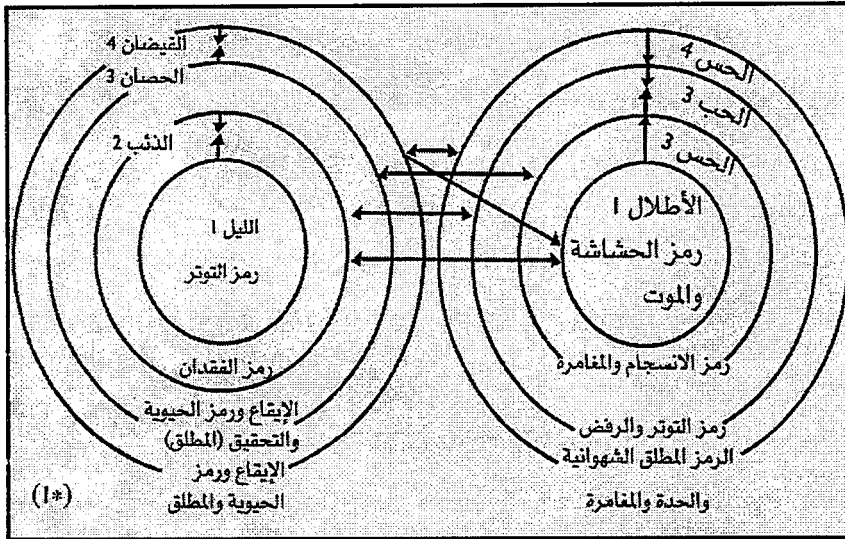 الحس 4
الحب 3
الحس 3
الأطلال 1
رمز الحشاشة
والموت
رمز الانسجام والمغامرة
رمز التوتر والرفض
الرمز المطلق الشهوانية
والحدة والمغامرة
الفيضان 4
الحصان 3
الذئب 2
الليل 1
رمز التوتر
رمز الفقدان
الإيقاع ورمز الحيوية
والتحقيق (المطلق)
الإيقاع ورمز
الحيوية والمطلق
(1*)